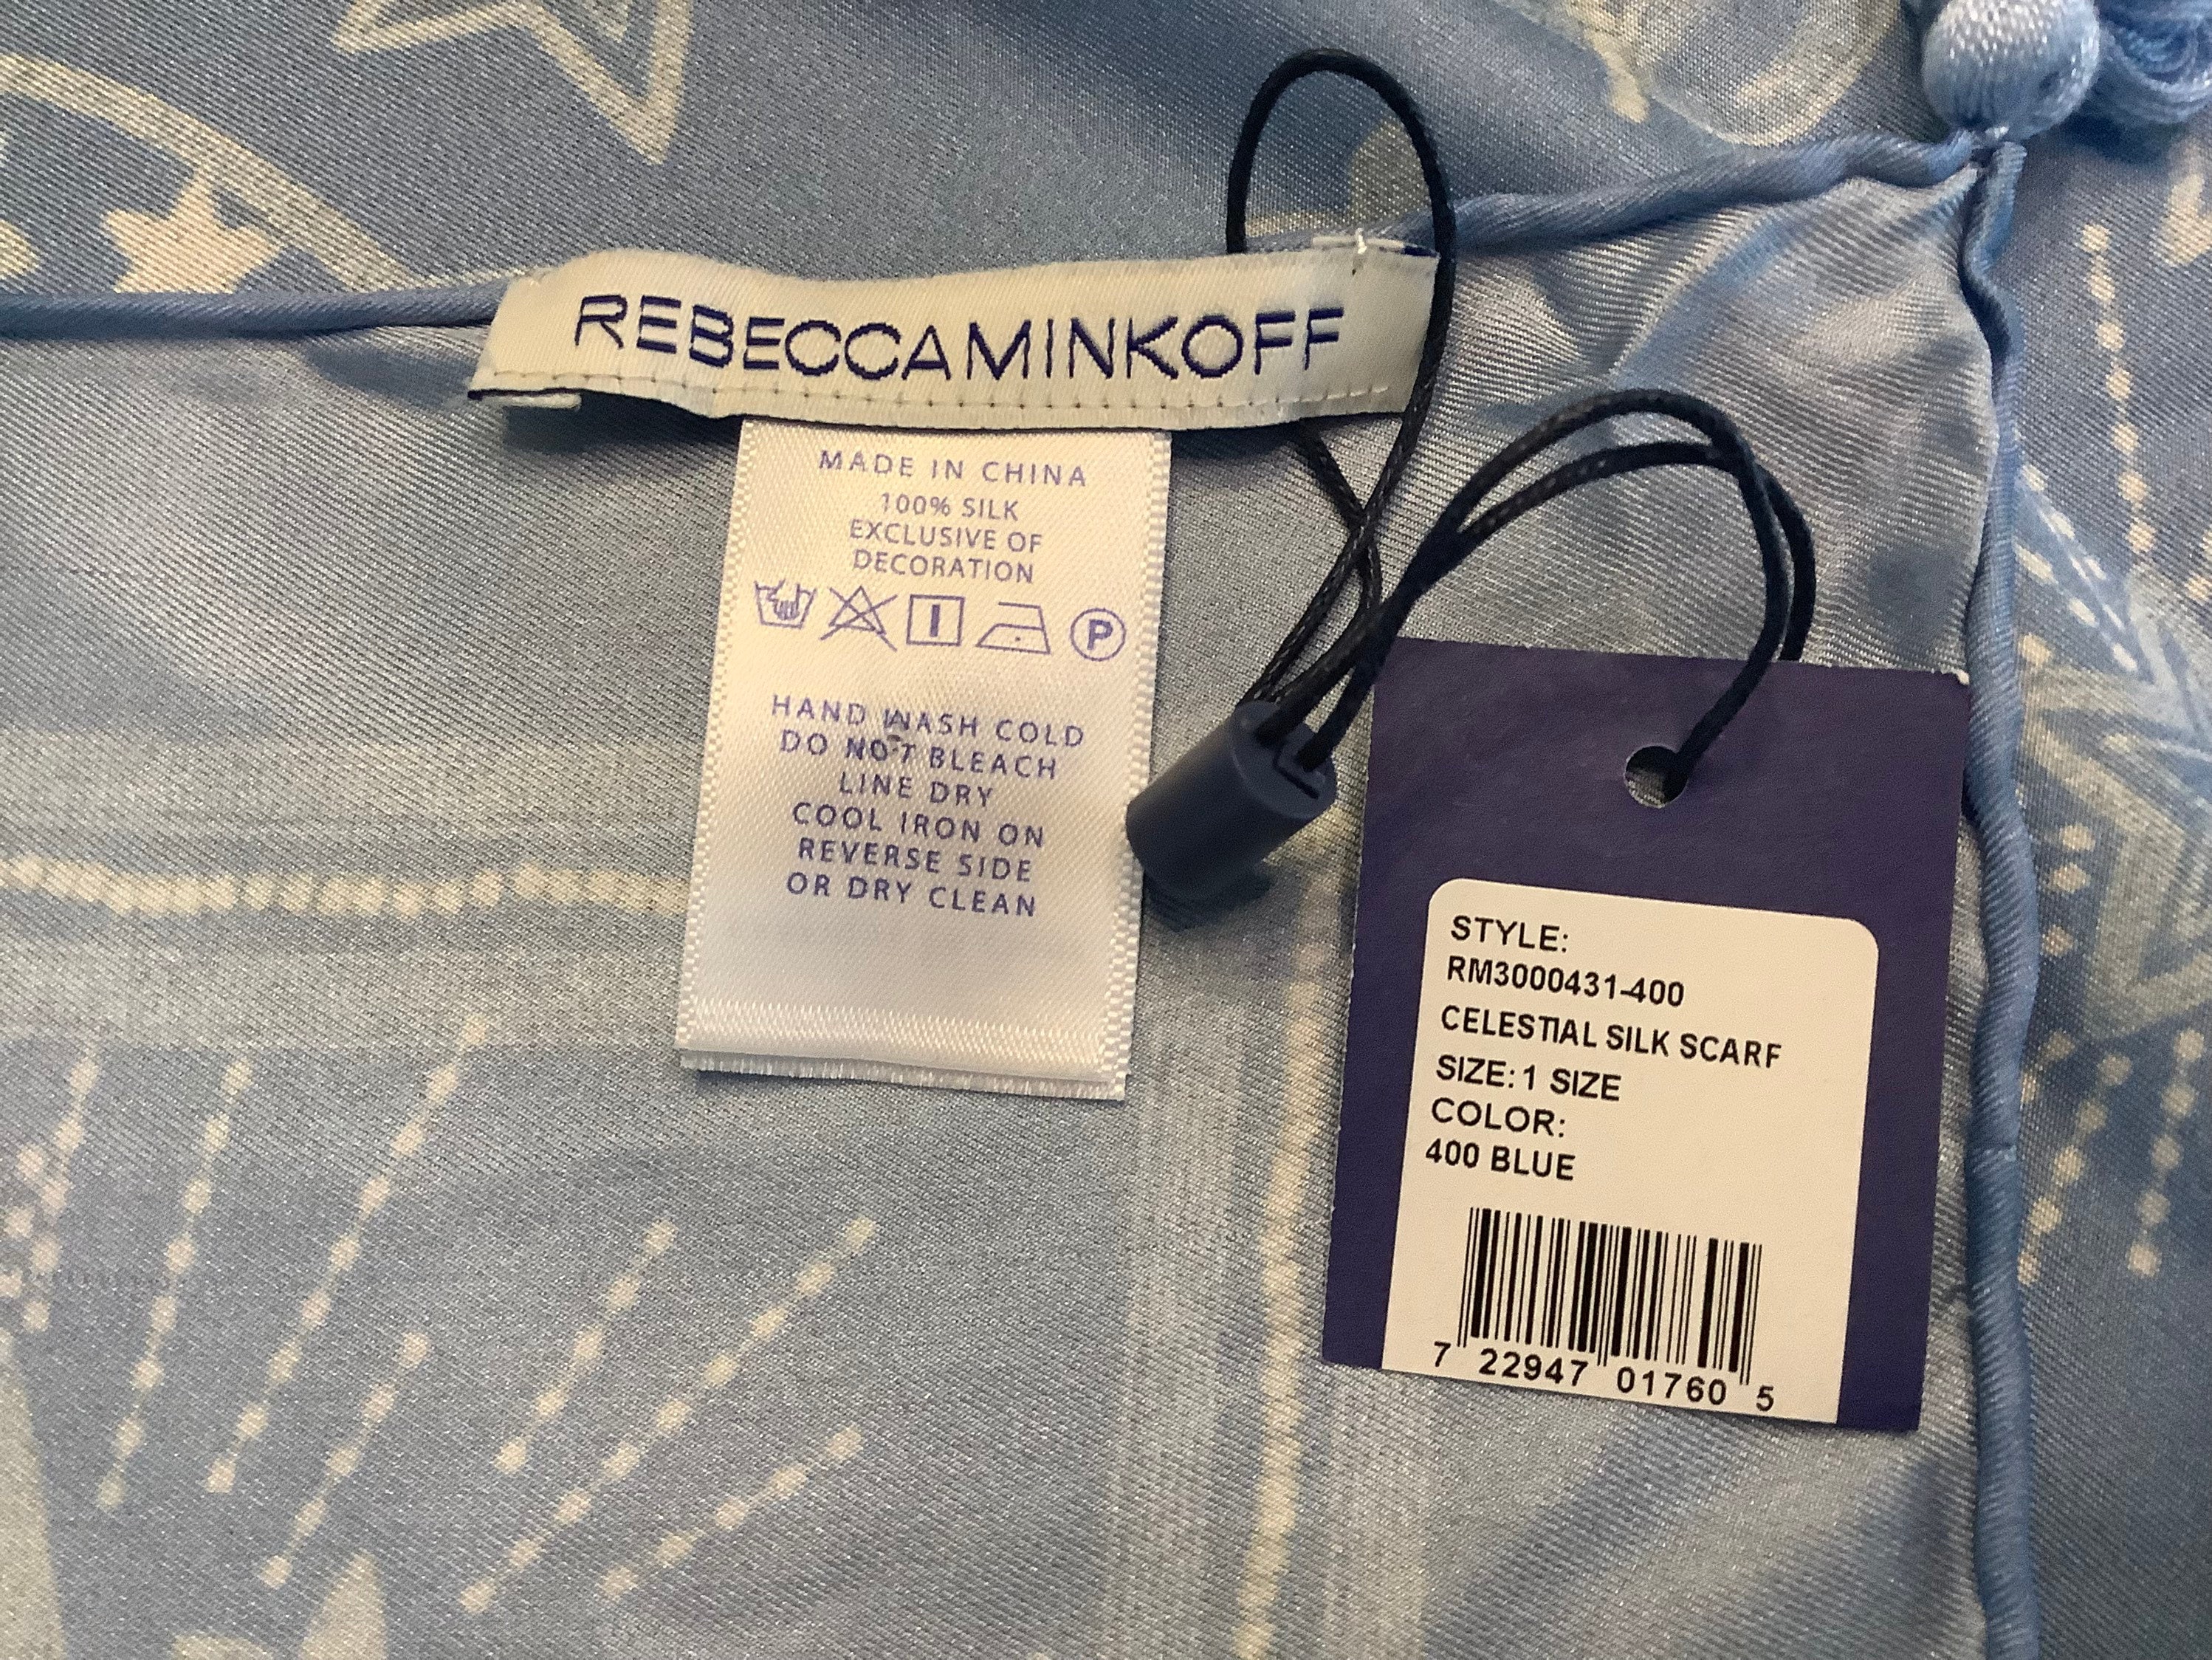 REBECCAMINKOFF
MADE IN CHINA
100% SILK
EXCLUSIVE OF
DECORATION
P
HAND WASH COLD
DO NOT BLEACH
LINE DRY
COOL IRON ON
REVERSE SIDE
OR DRY CLEAN
STYLE:
RM3000431-400
CELESTIAL SILK SCARF
SIZE: 1 SIZE
COLOR:
400 BLUE
7 22947 01760 5